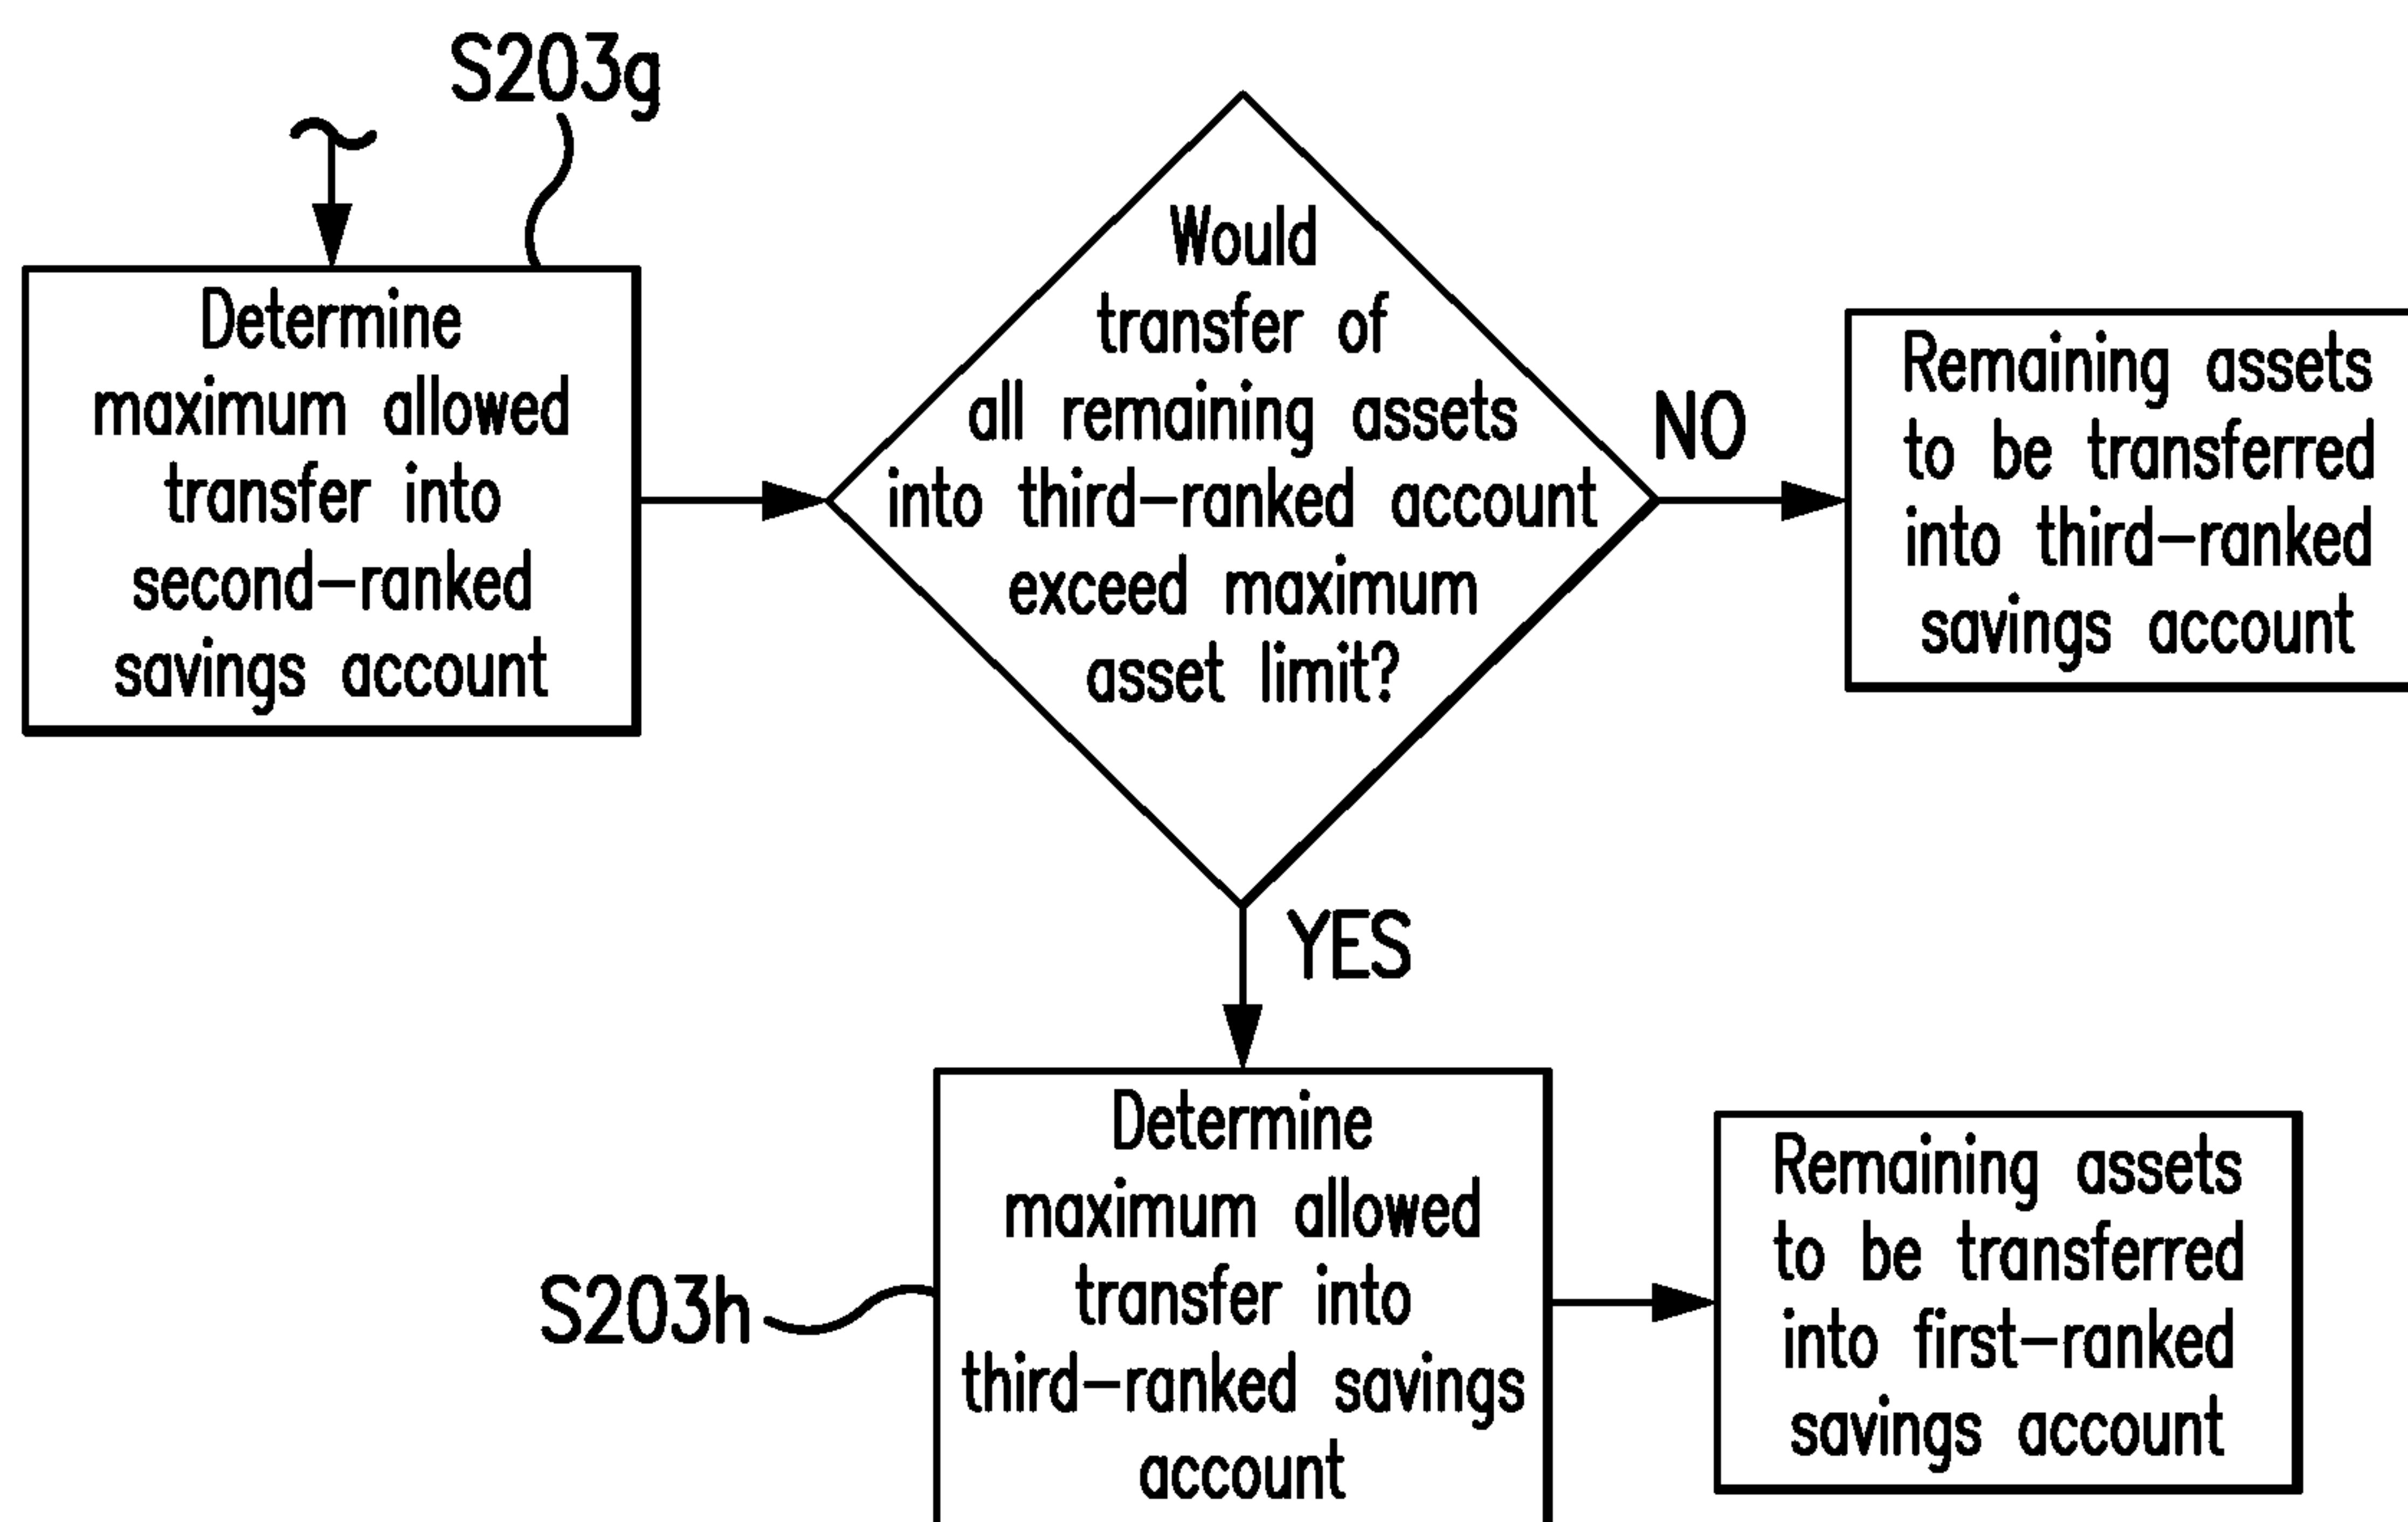 S203g
Determine
maximum allowed
transfer into
second-ranked
savings account
Would
transfer of
all remaining assets
into third-ranked account
exceed maximum
asset limit?
NO
Remaining assets
to be transferred
into third-ranked
savings account
YES
S203h
Determine
maximum allowed
transfer into
third-ranked savings
account
Remaining assets
to be transferred
into first-ranked
savings account